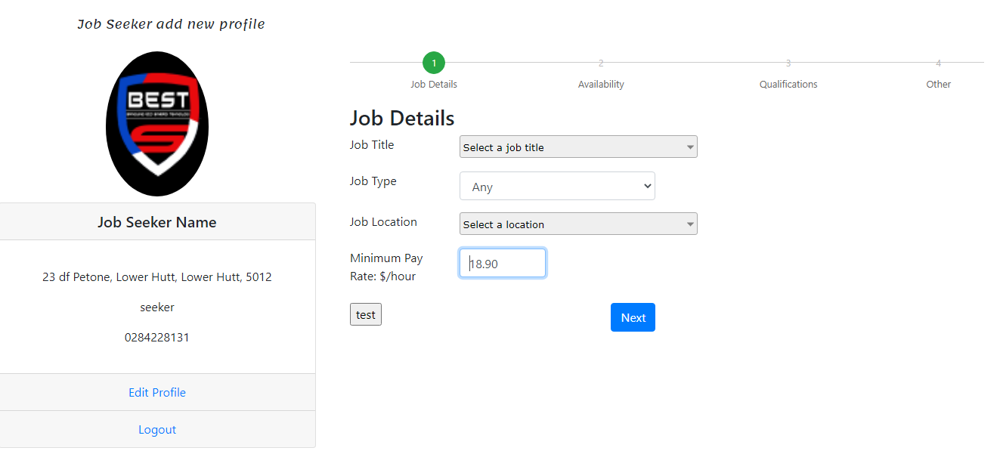 Job Seeker add new profile
BEST
Job Seeker Name
23 df Petone, Lower Hutt, Lower Hutt, 5012
seeker
0284228131
Edit Profile
Logout
1 2 3 4
Job Details Availability Qualifications Other
Job Details
Job Title Select a job title
Job Type Any
Job Location Select a location
Minimum Pay
Rate: $/hour 18.90
test Next